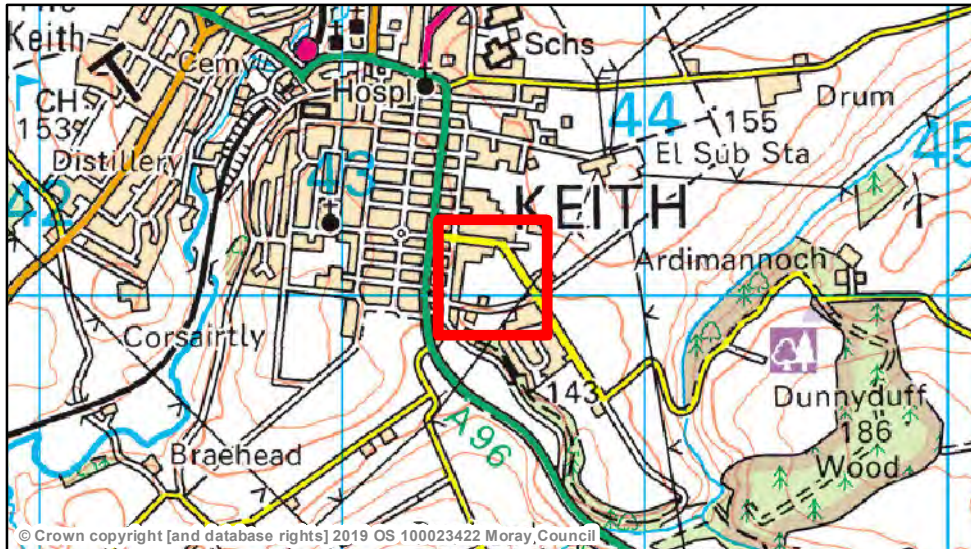 Keith
Schs
Cemy
Hospl
CH
153
44
Drum
155
45
Distillery
43
El Sub Sta
42
KEITH
Ardimannoch
Corsairtly
143
Dunnyduff
A 96
186
Braehead
Wood
© Crown copyright [and database rights] 2019 OS 100023422 Moray Council